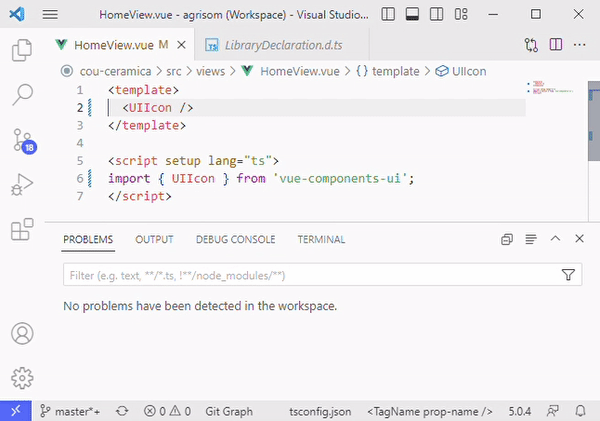 HomeView.vue - agrisom (Workspace) - Visual Studio...
HomeView.vue M
TS LibraryDeclaration.d.ts
cou-ceramica > src > views > HomeView.vue > {} template > UIIcon
1 <template>
2 <UIIcon />
3 </template>
4
5 <script setup lang="ts">
6 import { UIIcon } from 'vue-components-ui';
7 </script>
18
PROBLEMS OUTPUT DEBUG CONSOLE TERMINAL
Filter (e.g. text, **/*.ts, !**/node_modules/**)
No problems have been detected in the workspace.
master*+ 0 0 Git Graph tsconfig.json <TagName prop-name /> 5.0.4